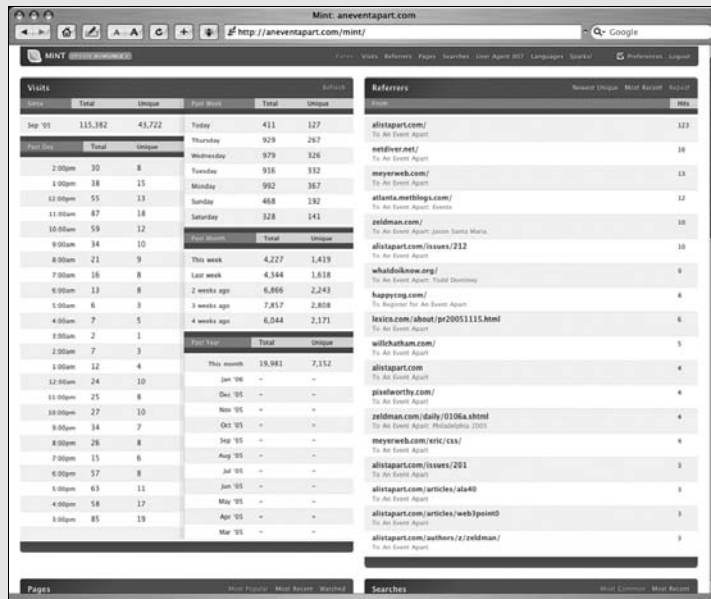 Mint: aneventapart.com
A A C + http://aneventapart.com/mint/ Google
MINT Panes Visits Referrers Pages Searches User Agent 007 Languages Sparks! Preferences Logout
Visits Refresh
Since Total Unique
Sep '05 115,382 43,722
Past Day Total Unique
2:00pm 30 8
1:00pm 38 15
12:00pm 55 13
11:00am 87 18
10:00am 59 12
9:00am 34 10
8:00am 21 9
7:00am 16 8
6:00am 13 8
5:00am 6 3
4:00am 7 5
3:00am 2 1
2:00am 7 3
1:00am 12 4
12:00am 24 10
11:00pm 25 8
10:00pm 27 10
9:00pm 34 7
8:00pm 26 8
7:00pm 15 6
6:00pm 57 8
5:00pm 63 11
4:00pm 58 17
3:00pm 85 19
Past Week Total Unique
Today 411 127
Thursday 929 267
Wednesday 979 326
Tuesday 916 332
Monday 992 367
Sunday 468 192
Saturday 328 141
Past Month Total Unique
This week 4,227 1,419
Last week 4,344 1,618
2 weeks ago 6,866 2,243
3 weeks ago 7,857 2,808
4 weeks ago 6,044 2,171
Past Year Total Unique
This month 19,981 7,152
Jan '06 – –
Dec '05 – –
Nov '05 – –
Oct '05 – –
Sep '05 – –
Aug '05 – –
Jul '05 – –
Jun '05 – –
May '05 – –
Apr '05 – –
Mar '05 – –
Referrers Newest Unique Most Recent Repeat
From Hits
alistapart.com/ 123
To: An Event Apart
netdiver.net/ 16
To: An Event Apart
meyerweb.com/ 13
To: An Event Apart
atlanta.metblogs.com/ 12
To: An Event Apart: Events
zeldman.com/ 10
To: An Event Apart: Jason Santa Maria
alistapart.com/issues/212 10
To: An Event Apart
whatdoiknow.org/ 9
To: An Event Apart: Todd Dominey
happycog.com/ 8
To: Register for An Event Apart
lexico.com/about/pr20051115.html 6
To: An Event Apart
willchatham.com/ 5
To: An Event Apart
alistapart.com 4
To: An Event Apart
pixelworthy.com/ 4
To: An Event Apart
zeldman.com/daily/0106a.shtml 4
To: An Event Apart: Philadelphia 2005
meyerweb.com/eric/css/ 4
To: An Event Apart
alistapart.com/issues/201 3
To: An Event Apart
alistapart.com/articles/ala40 3
To: An Event Apart
alistapart.com/articles/web3point0 3
To: An Event Apart
alistapart.com/authors/z/zeldman/ 3
To: An Event Apart
Pages Most Popular Most Recent Watched
Searches Most Common Most Recent